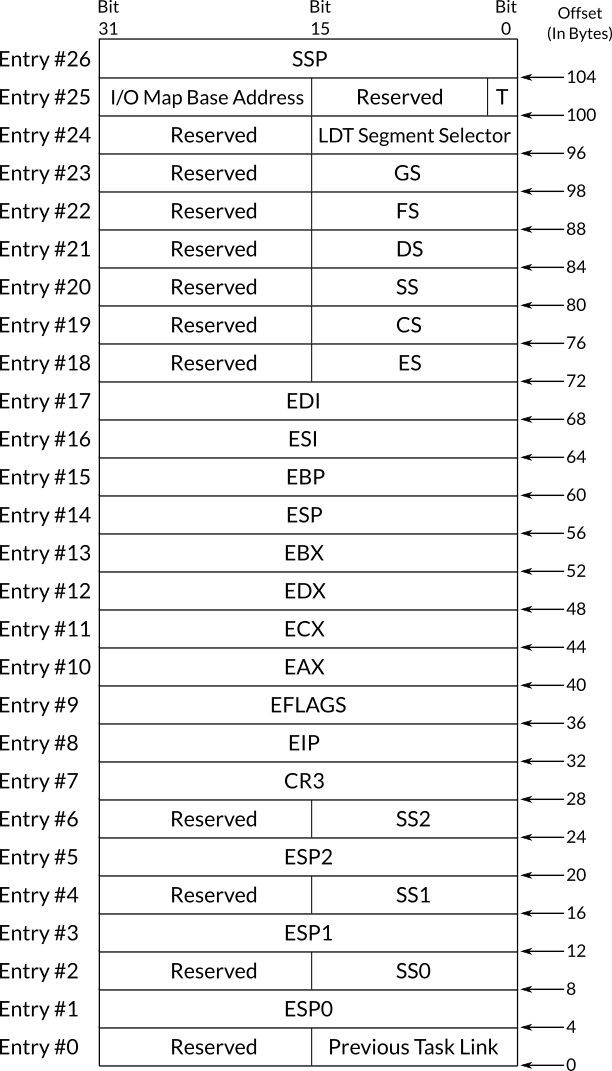 Bit Bit Bit Offset
31 15 0 (In Bytes)
Entry #26 SSP
104
Entry #25 I/O Map Base Address Reserved T
100
Entry #24 Reserved LDT Segment Selector
96
Entry #23 Reserved GS
98
Entry #22 Reserved FS
88
Entry #21 Reserved DS
84
Entry #20 Reserved SS
80
Entry #19 Reserved CS
76
Entry #18 Reserved ES
72
Entry #17 EDI
68
Entry #16 ESI
64
Entry #15 EBP
60
Entry #14 ESP
56
Entry #13 EBX
52
Entry #12 EDX
48
Entry #11 ECX
44
Entry #10 EAX
40
Entry #9 EFLAGS
36
Entry #8 EIP
32
Entry #7 CR3
28
Entry #6 Reserved SS2
24
Entry #5 ESP2
20
Entry #4 Reserved SS1
16
Entry #3 ESP1
12
Entry #2 Reserved SS0
8
Entry #1 ESP0
4
Entry #0 Reserved Previous Task Link
0